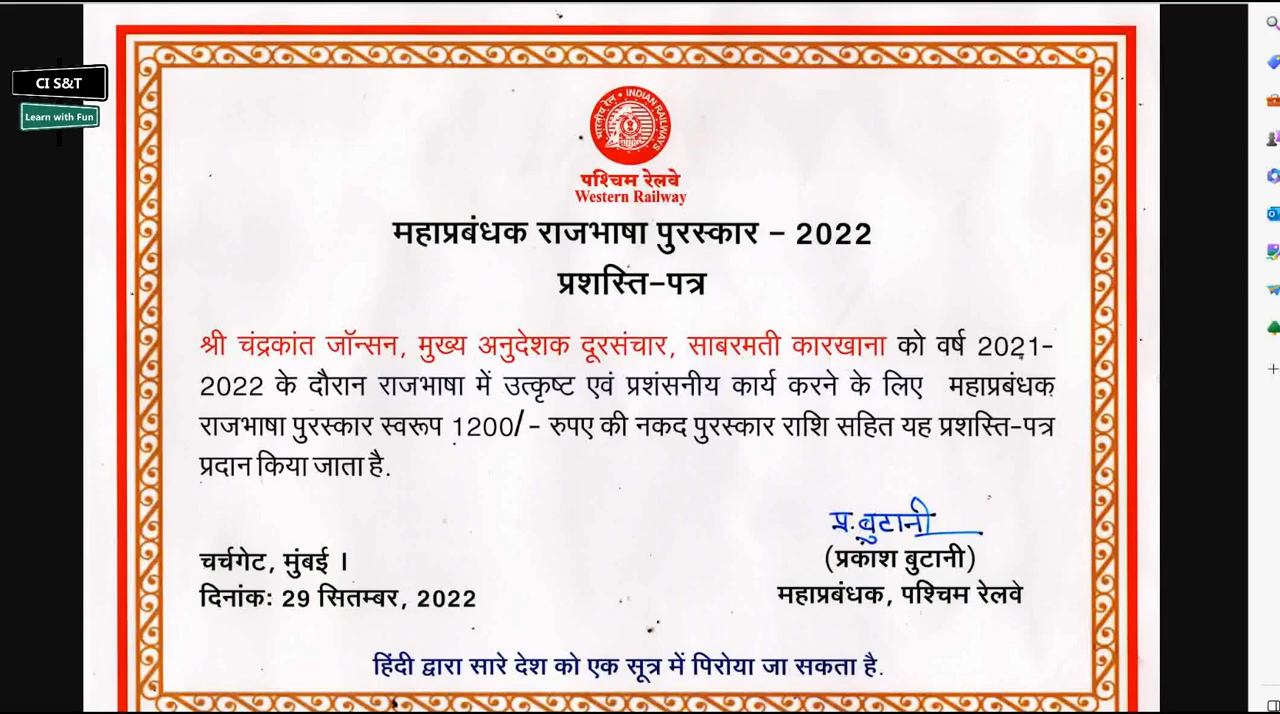 CI S&T
Learn with Fun
भारतीय रेल • INDIAN RAILWAYS
पश्चिम रेलवे
Western Railway
महाप्रबंधक राजभाषा पुरस्कार – 2022
प्रशस्ति–पत्र
श्री चंद्रकांत जॉन्सन, मुख्य अनुदेशक दूरसंचार, साबरमती कारखाना को वर्ष 2021–
2022 के दौरान राजभाषा में उत्कृष्ट एवं प्रशंसनीय कार्य करने के लिए महाप्रबंधक
राजभाषा पुरस्कार स्वरूप 1200/– रुपए की नकद पुरस्कार राशि सहित यह प्रशस्ति–पत्र
प्रदान किया जाता है.
प्र. बुटानी
(प्रकाश बुटानी)
महाप्रबंधक, पश्चिम रेलवे
चर्चगेट, मुंबई ।
दिनांक: 29 सितम्बर, 2022
हिंदी द्वारा सारे देश को एक सूत्र में पिरोया जा सकता है.